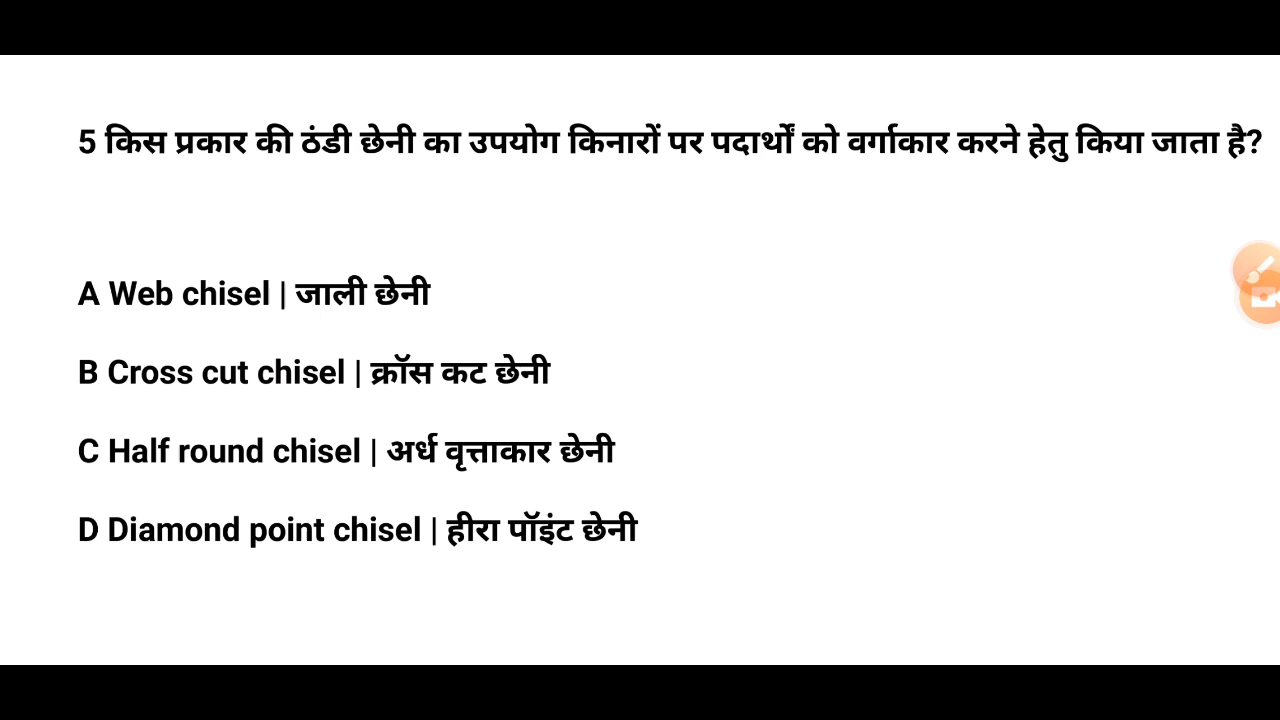 5 किस प्रकार की ठंडी छेनी का उपयोग किनारों पर पदार्थों को वर्गाकार करने हेतु किया जाता है?
A Web chisel | जाली छेनी
B Cross cut chisel | क्रॉस कट छेनी
C Half round chisel | अर्ध वृत्ताकार छेनी
D Diamond point chisel | हीरा पॉइंट छेनी